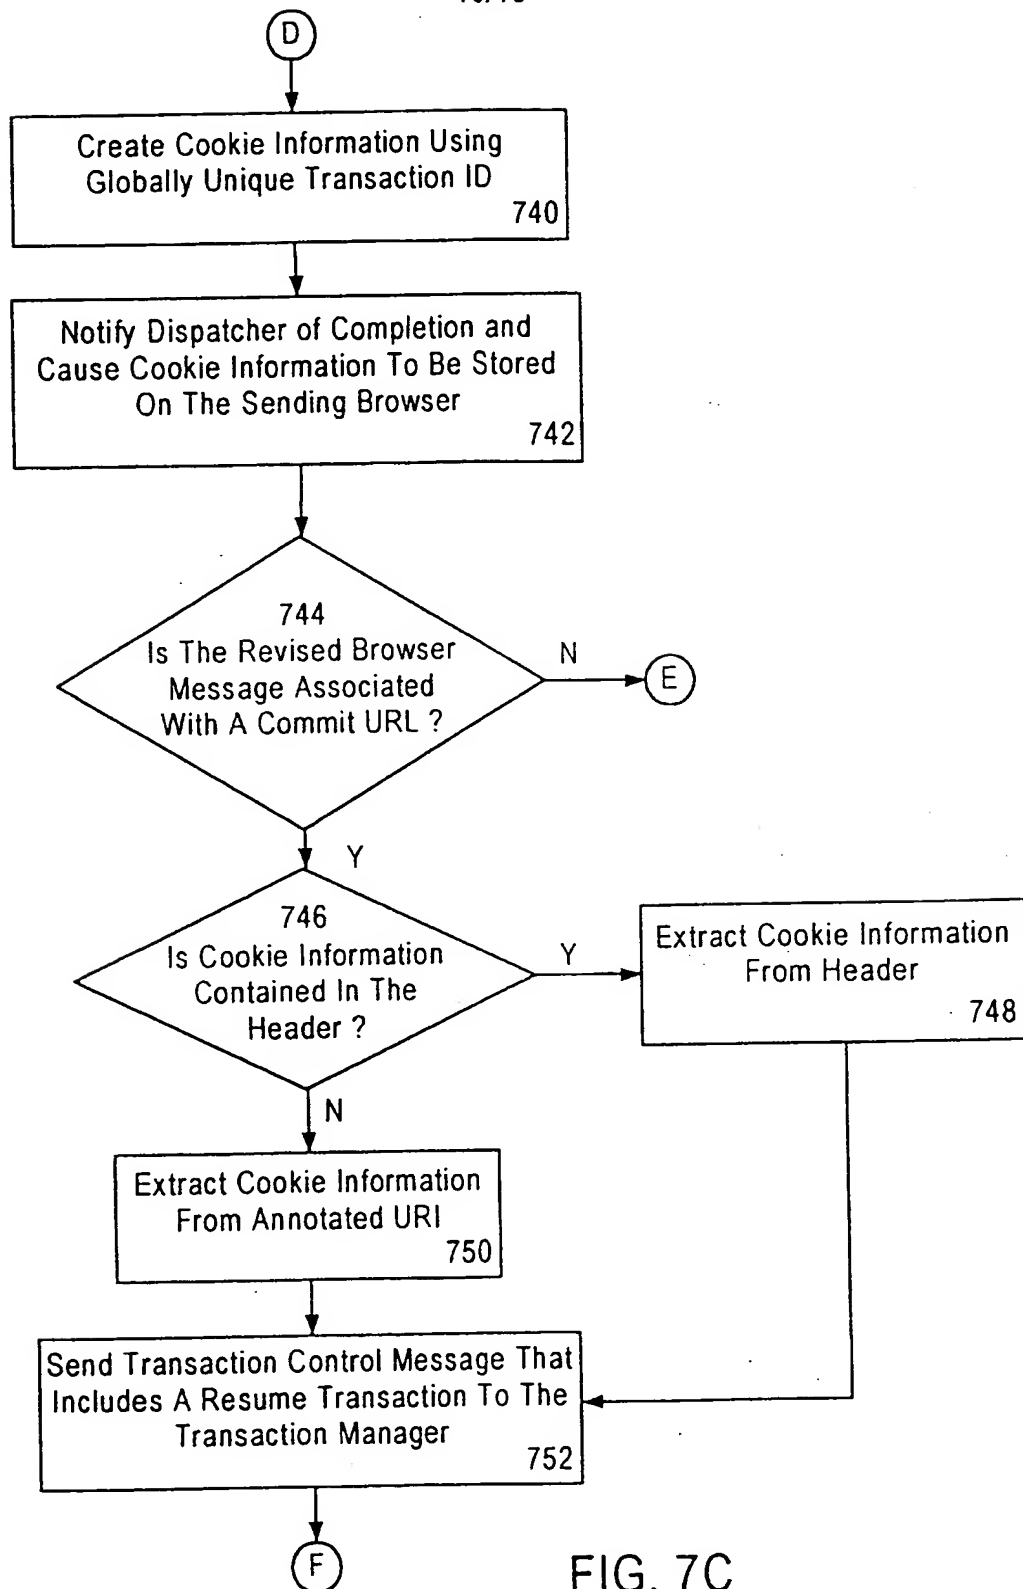 D
Create Cookie Information Using
Globally Unique Transaction ID
740
Notify Dispatcher of Completion and
Cause Cookie Information To Be Stored
On The Sending Browser
742
744
Is The Revised Browser
Message Associated
With A Commit URL ?
N
E
Y
746
Is Cookie Information
Contained In The
Header ?
Y
Extract Cookie Information
From Header
748
N
Extract Cookie Information
From Annotated URI
750
Send Transaction Control Message That
Includes A Resume Transaction To The
Transaction Manager
752
F
FIG. 7C